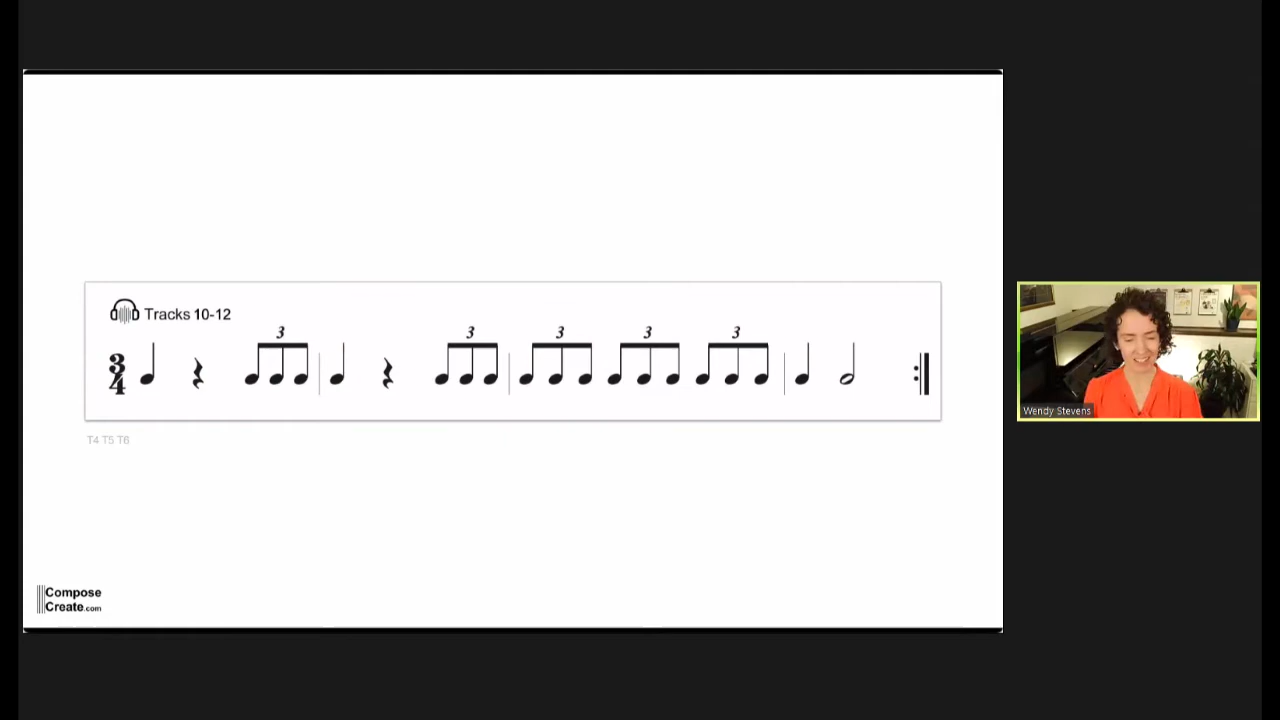 Tracks 10-12
3 3 3 3 3
3
4
T4 T5 T6
Compose
Create.com
Wendy Stevens